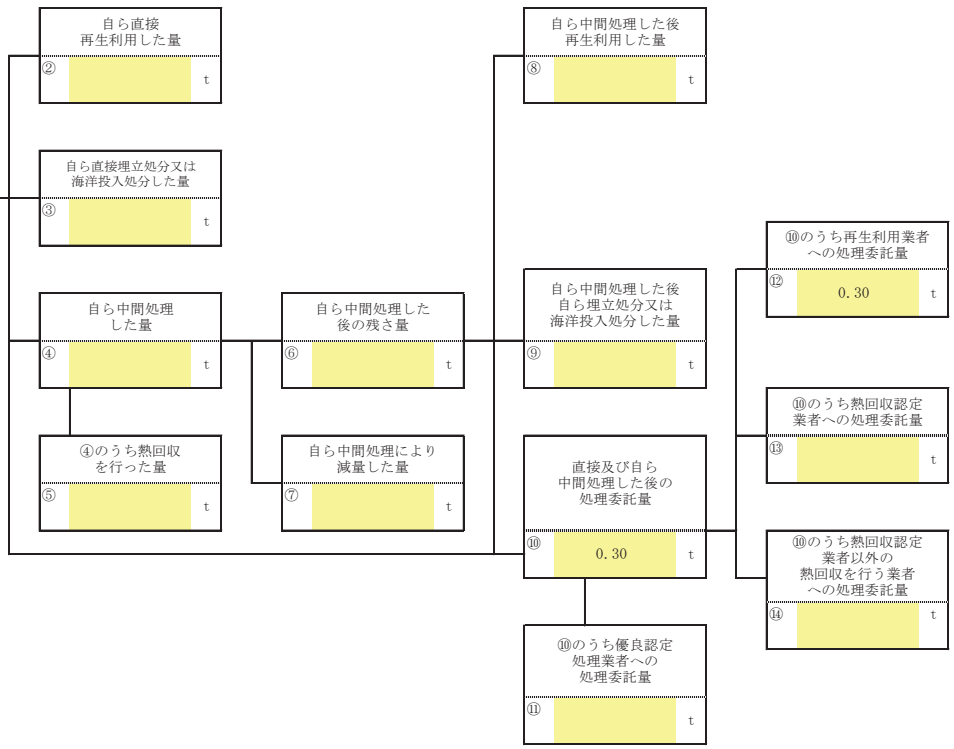 自ら直接
再生利用した量
②
t
自ら中間処理した後
再生利用した量
⑧
t
自ら直接埋立処分又は
海洋投入処分した量
③
t
⑩のうち再生利用業者
への処理委託量
⑫
0.30
t
自ら中間処理
した量
④
t
自ら中間処理した
後の残さ量
⑥
t
自ら中間処理した後
自ら埋立処分又は
海洋投入処分した量
⑨
t
⑩のうち熱回収認定
業者への処理委託量
⑬
t
④のうち熱回収
を行った量
⑤
t
自ら中間処理により
減量した量
⑦
t
直接及び自ら
中間処理した後の
処理委託量
⑩
0.30
t
⑩のうち熱回収認定
業者以外の
熱回収を行う業者
への処理委託量
⑭
t
⑩のうち優良認定
処理業者への
処理委託量
⑪
t